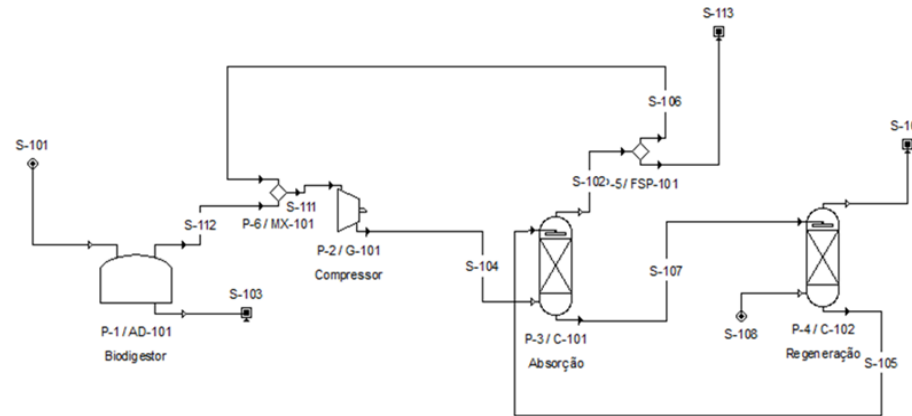 S-113
S-106
S-101
S-102
P-5 / FSP-101
S-111
S-112
P-6 / MX-101
P-2 / G-101
Compressor
S-104
S-107
S-103
S-108
P-1 / AD-101
Biodigestor
P-3 / C-101
Absorção
P-4 / C-102
Regeneração
S-105